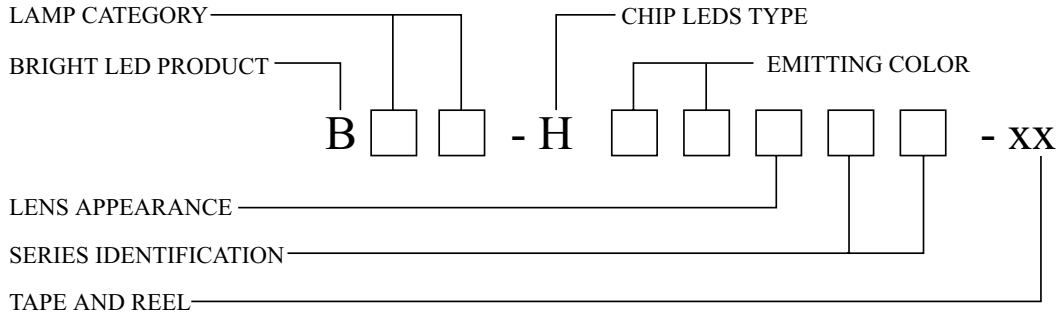 LAMP CATEGORY CHIP LEDS TYPE
BRIGHT LED PRODUCT EMITTING COLOR
B - H - xx
LENS APPEARANCE
SERIES IDENTIFICATION
TAPE AND REEL